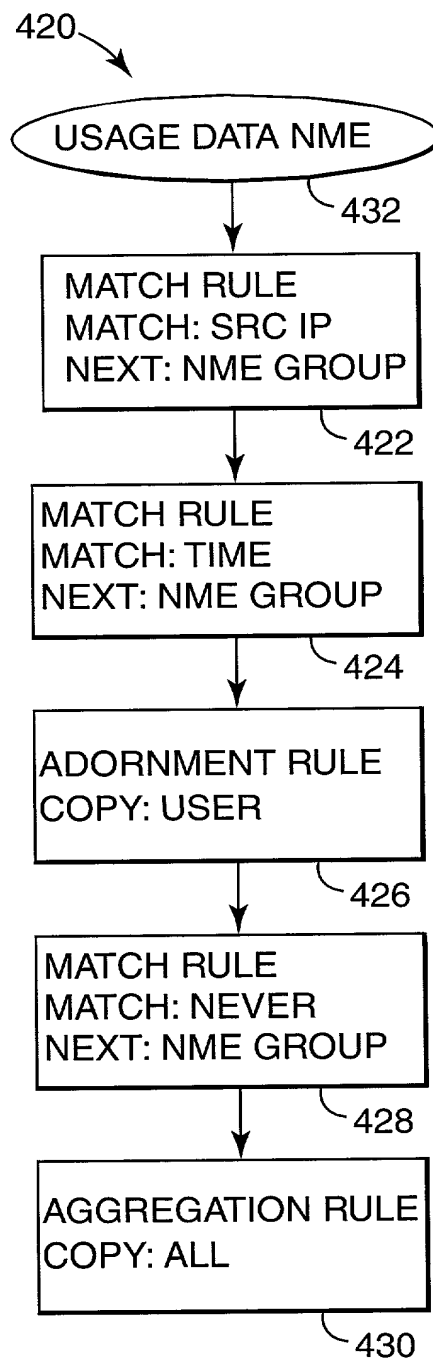 420
USAGE DATA NME
432
MATCH RULE
MATCH: SRC IP
NEXT: NME GROUP
422
MATCH RULE
MATCH: TIME
NEXT: NME GROUP
424
ADORNMENT RULE
COPY: USER
426
MATCH RULE
MATCH: NEVER
NEXT: NME GROUP
428
AGGREGATION RULE
COPY: ALL
430